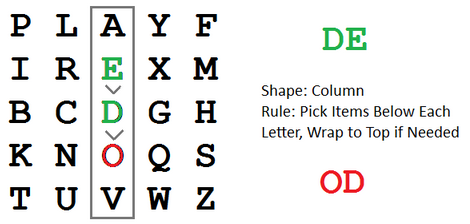 P L A Y F
I R E X M
B C D G H
K N O Q S
T U V W Z
DE
Shape: Column
Rule: Pick Items Below Each
Letter, Wrap to Top if Needed
OD